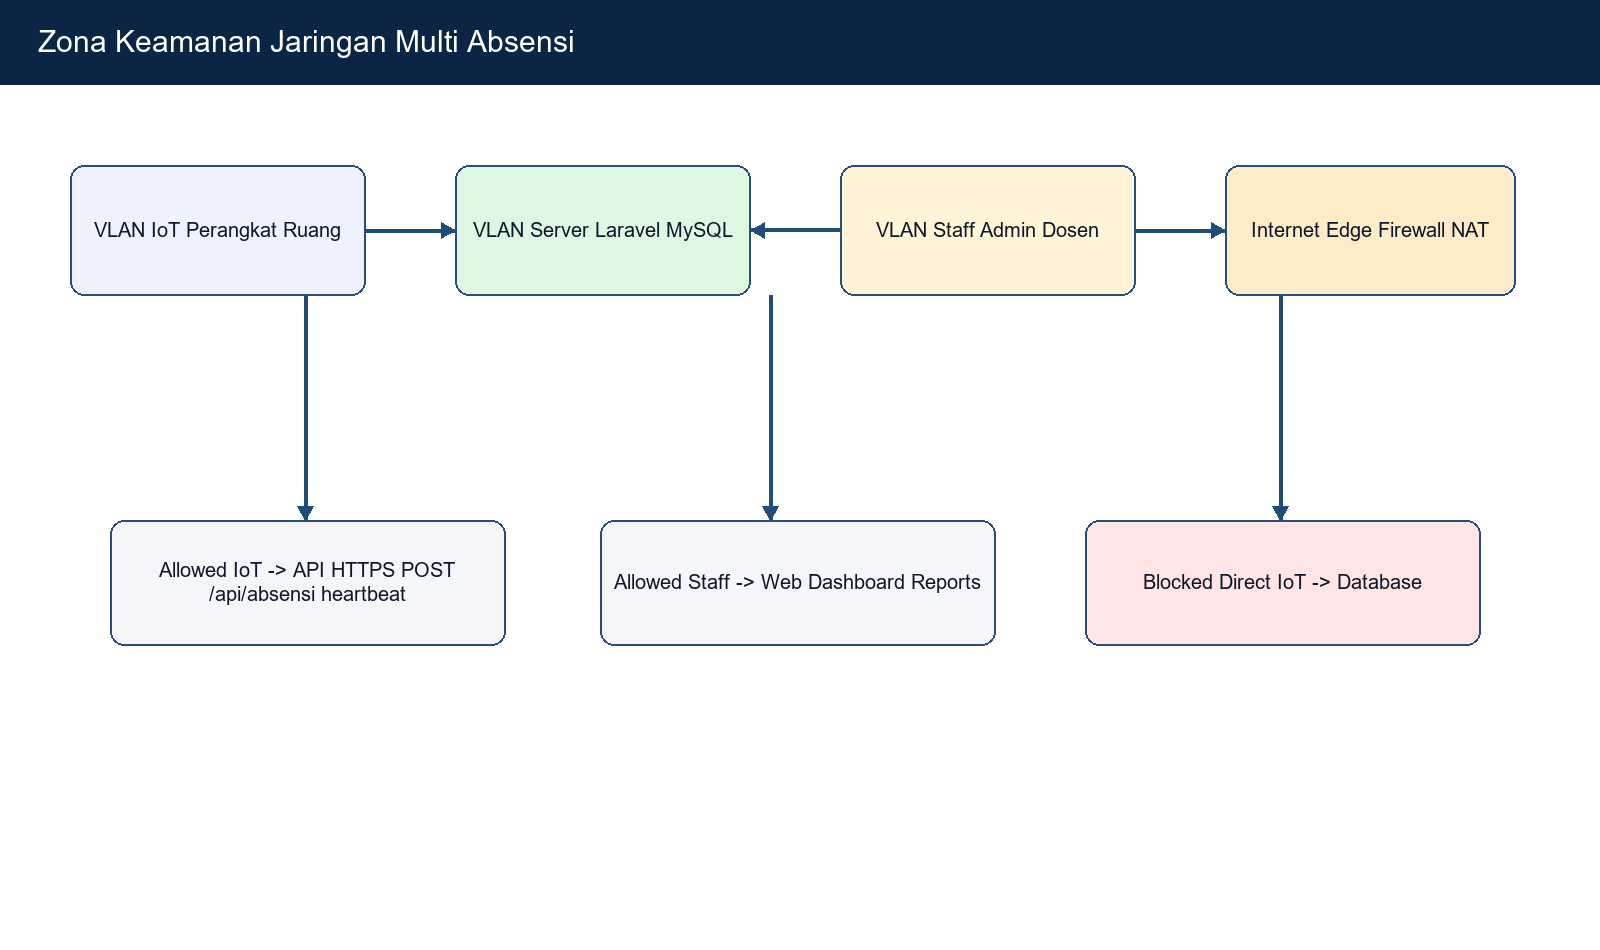 Zona Keamanan Jaringan Multi Absensi
VLAN IoT Perangkat Ruang
VLAN Server Laravel MySQL
VLAN Staff Admin Dosen
Internet Edge Firewall NAT
Allowed IoT -> API HTTPS POST
/api/absensi heartbeat
Allowed Staff -> Web Dashboard Reports
Blocked Direct IoT -> Database